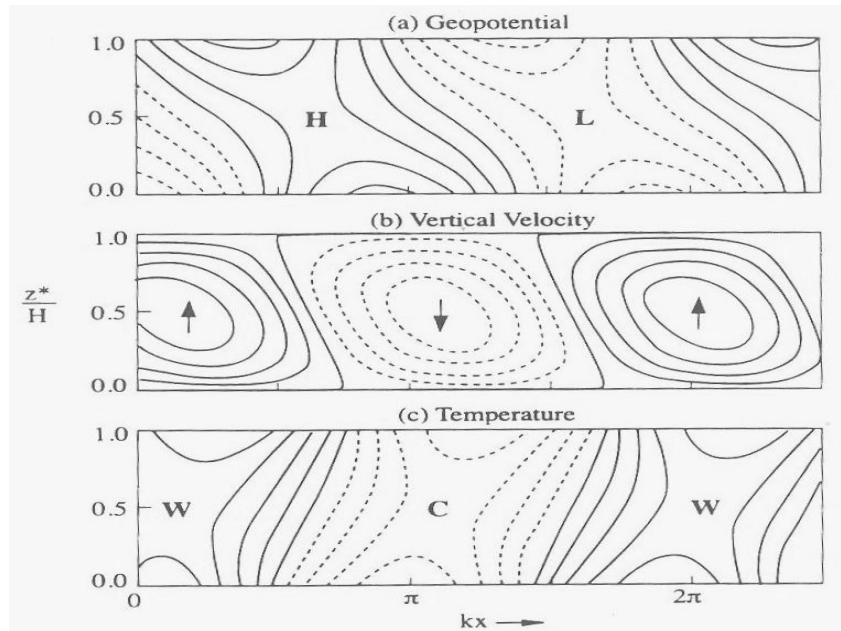 (a) Geopotential
1.0
0.5
0.0
H
L
(b) Vertical Velocity
1.0
z*
H
0.5
0.0
(c) Temperature
1.0
0.5
0.0
W
C
W
0
π
2π
kx